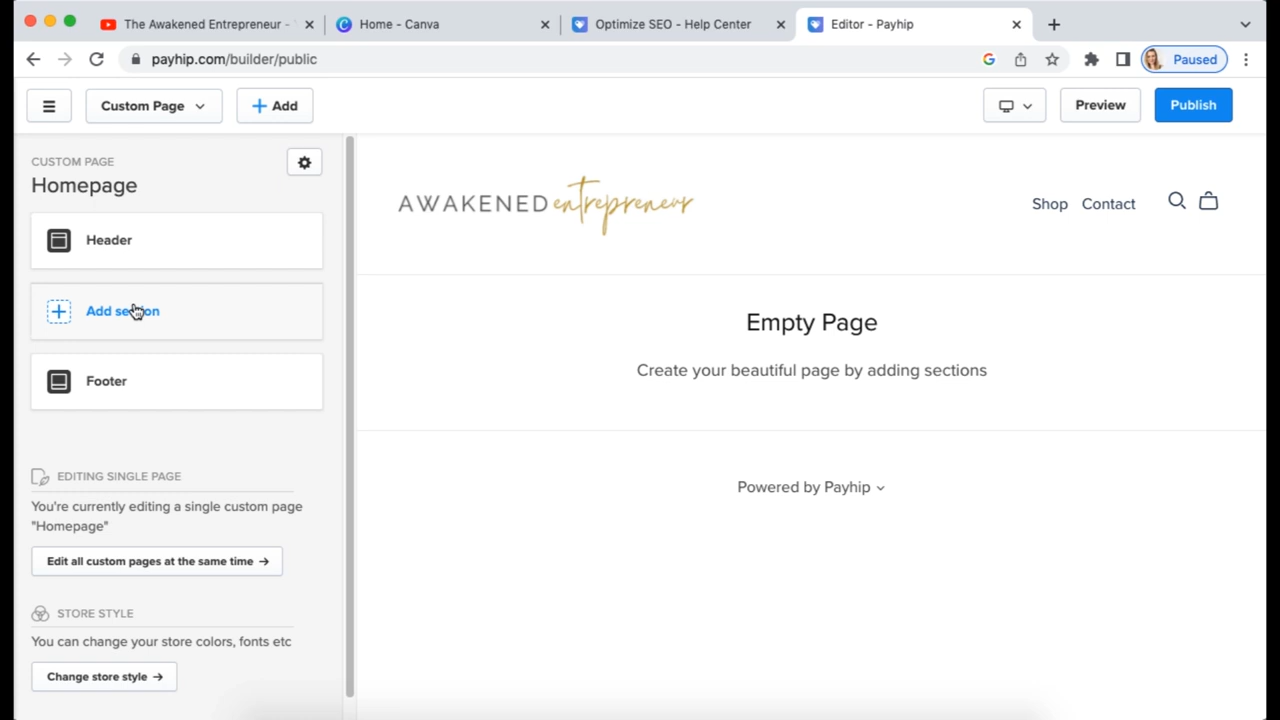 The Awakened Entrepreneur -
Home - Canva
Optimize SEO - Help Center
Editor - Payhip
payhip.com/builder/public
Paused
Custom Page
Add
Preview
Publish
CUSTOM PAGE
Homepage
Header
Add section
Footer
EDITING SINGLE PAGE
You're currently editing a single custom page
"Homepage"
Edit all custom pages at the same time →
STORE STYLE
You can change your store colors, fonts etc
Change store style →
AWAKENED entrepreneur
Shop Contact
Empty Page
Create your beautiful page by adding sections
Powered by Payhip